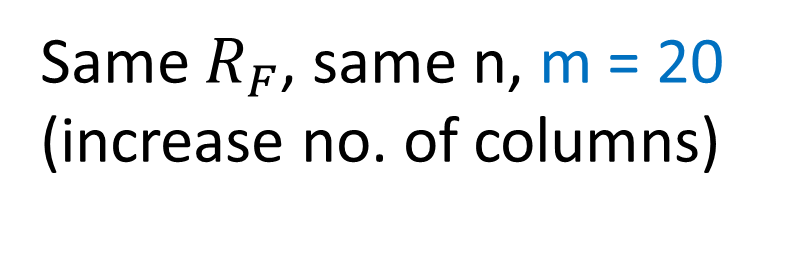 Same R_F, same n, m = 20
(increase no. of columns)